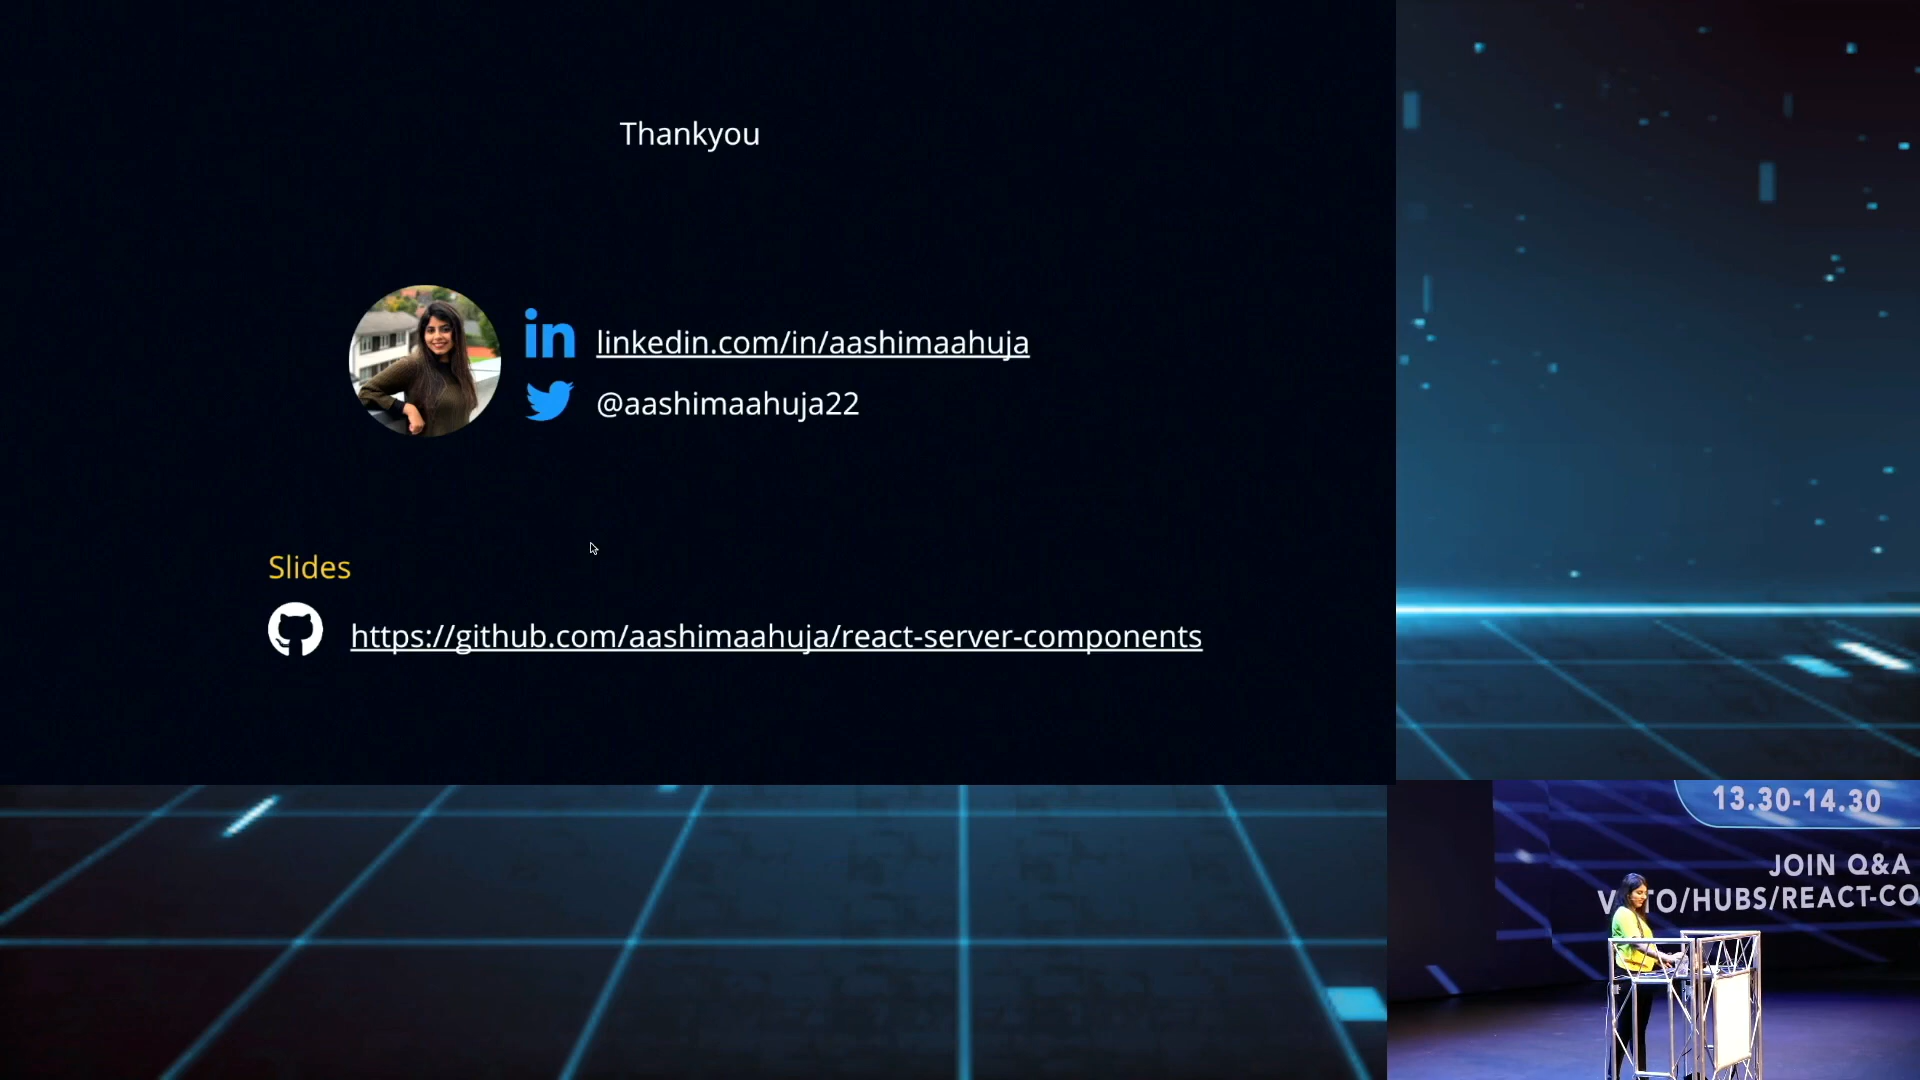 Thankyou
in
linkedin.com/in/aashimaahuja
@aashimaahuja22
Slides
https://github.com/aashimaahuja/react-server-components
13.30-14.30
JOIN Q&A
TO/HUBS/REACT-CO